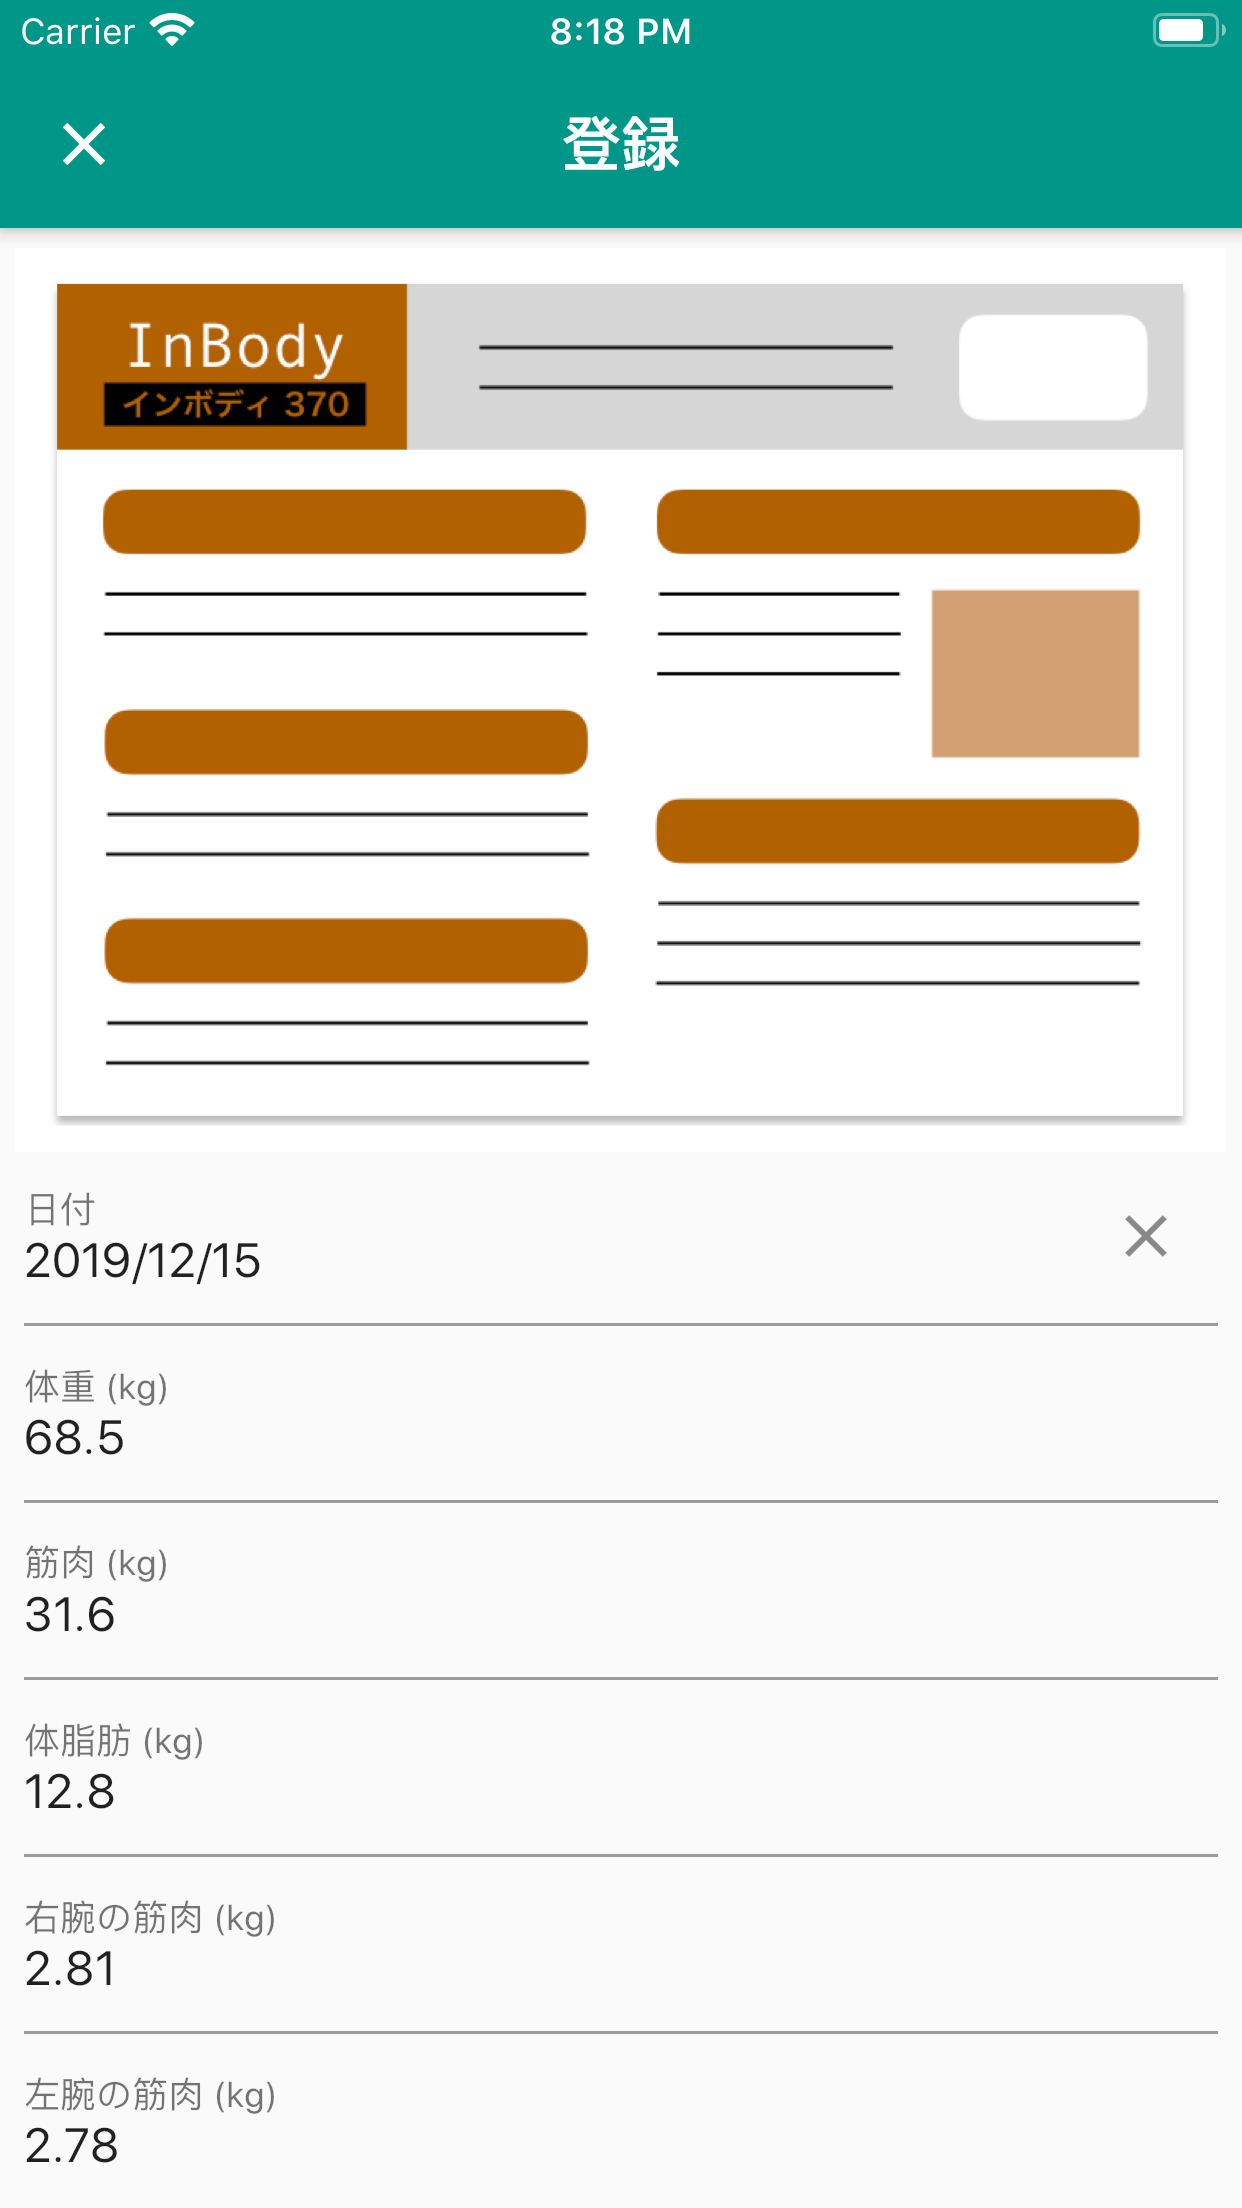 Carrier
8:18 PM
登録
InBody
インボディ 370
日付
2019/12/15
体重 (kg)
68.5
筋肉 (kg)
31.6
体脂肪 (kg)
12.8
右腕の筋肉 (kg)
2.81
左腕の筋肉 (kg)
2.78